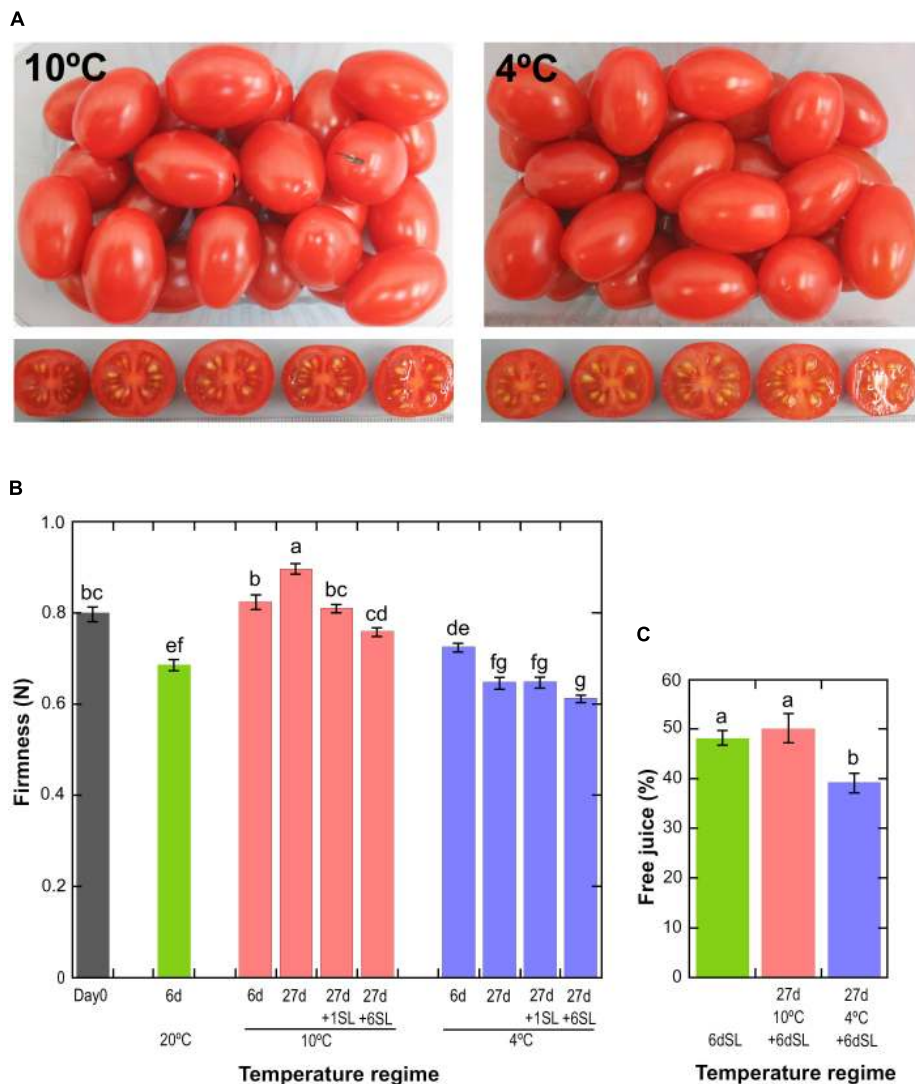 A
10ºC
4ºC
B
1.0
0.8
0.6
0.4
0.2
0
Firmness (N)
bc
ef
b
a
bc
cd
de
fg
fg
g
Day0
6d
6d
27d
27d
27d
6d
27d
27d
27d
+1SL
+6SL
+1SL
+6SL
20ºC
10ºC
4ºC
Temperature regime
C
60
50
40
30
20
10
0
Free juice (%)
a
a
b
27d
27d
10ºC
4ºC
6dSL
+6dSL
+6dSL
Temperature regime